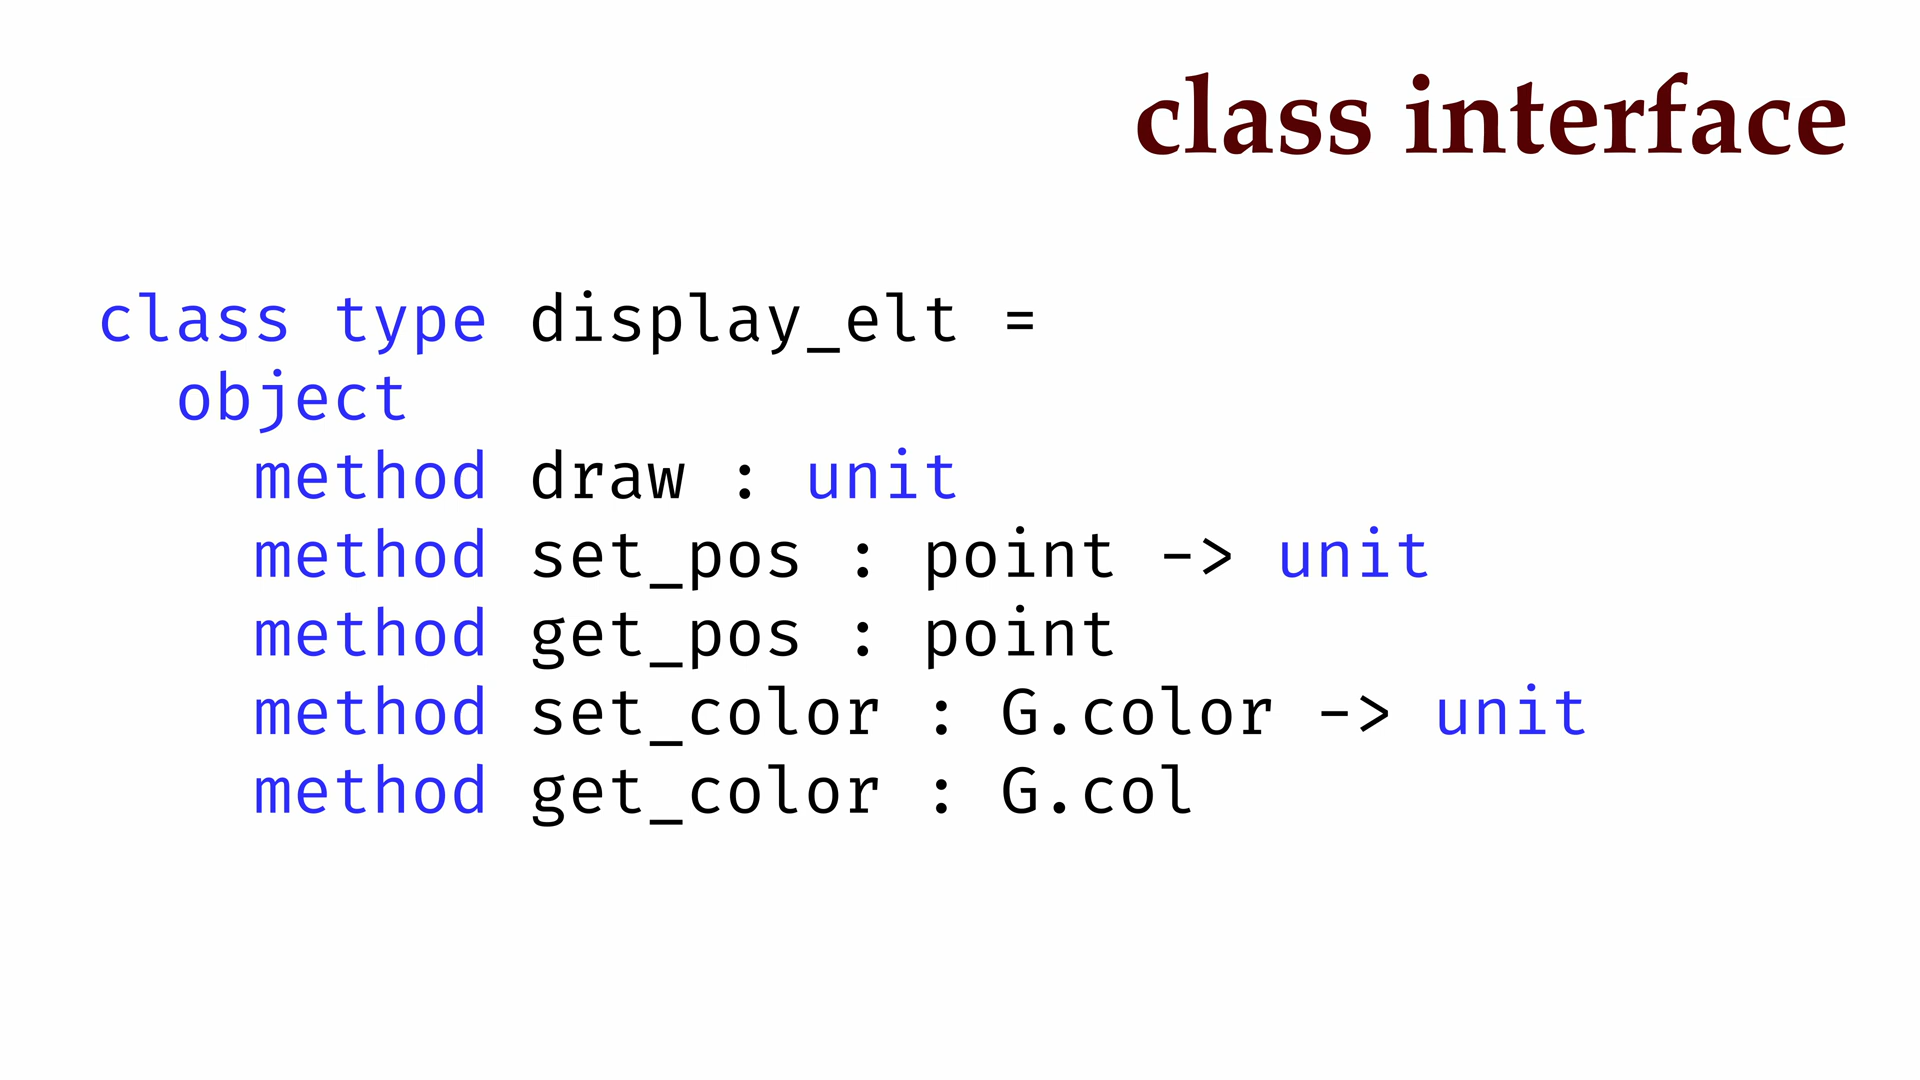 class interface
class type display_elt =
object
method draw : unit
method set_pos : point -> unit
method get_pos : point
method set_color : G.color -> unit
method get_color : G.col